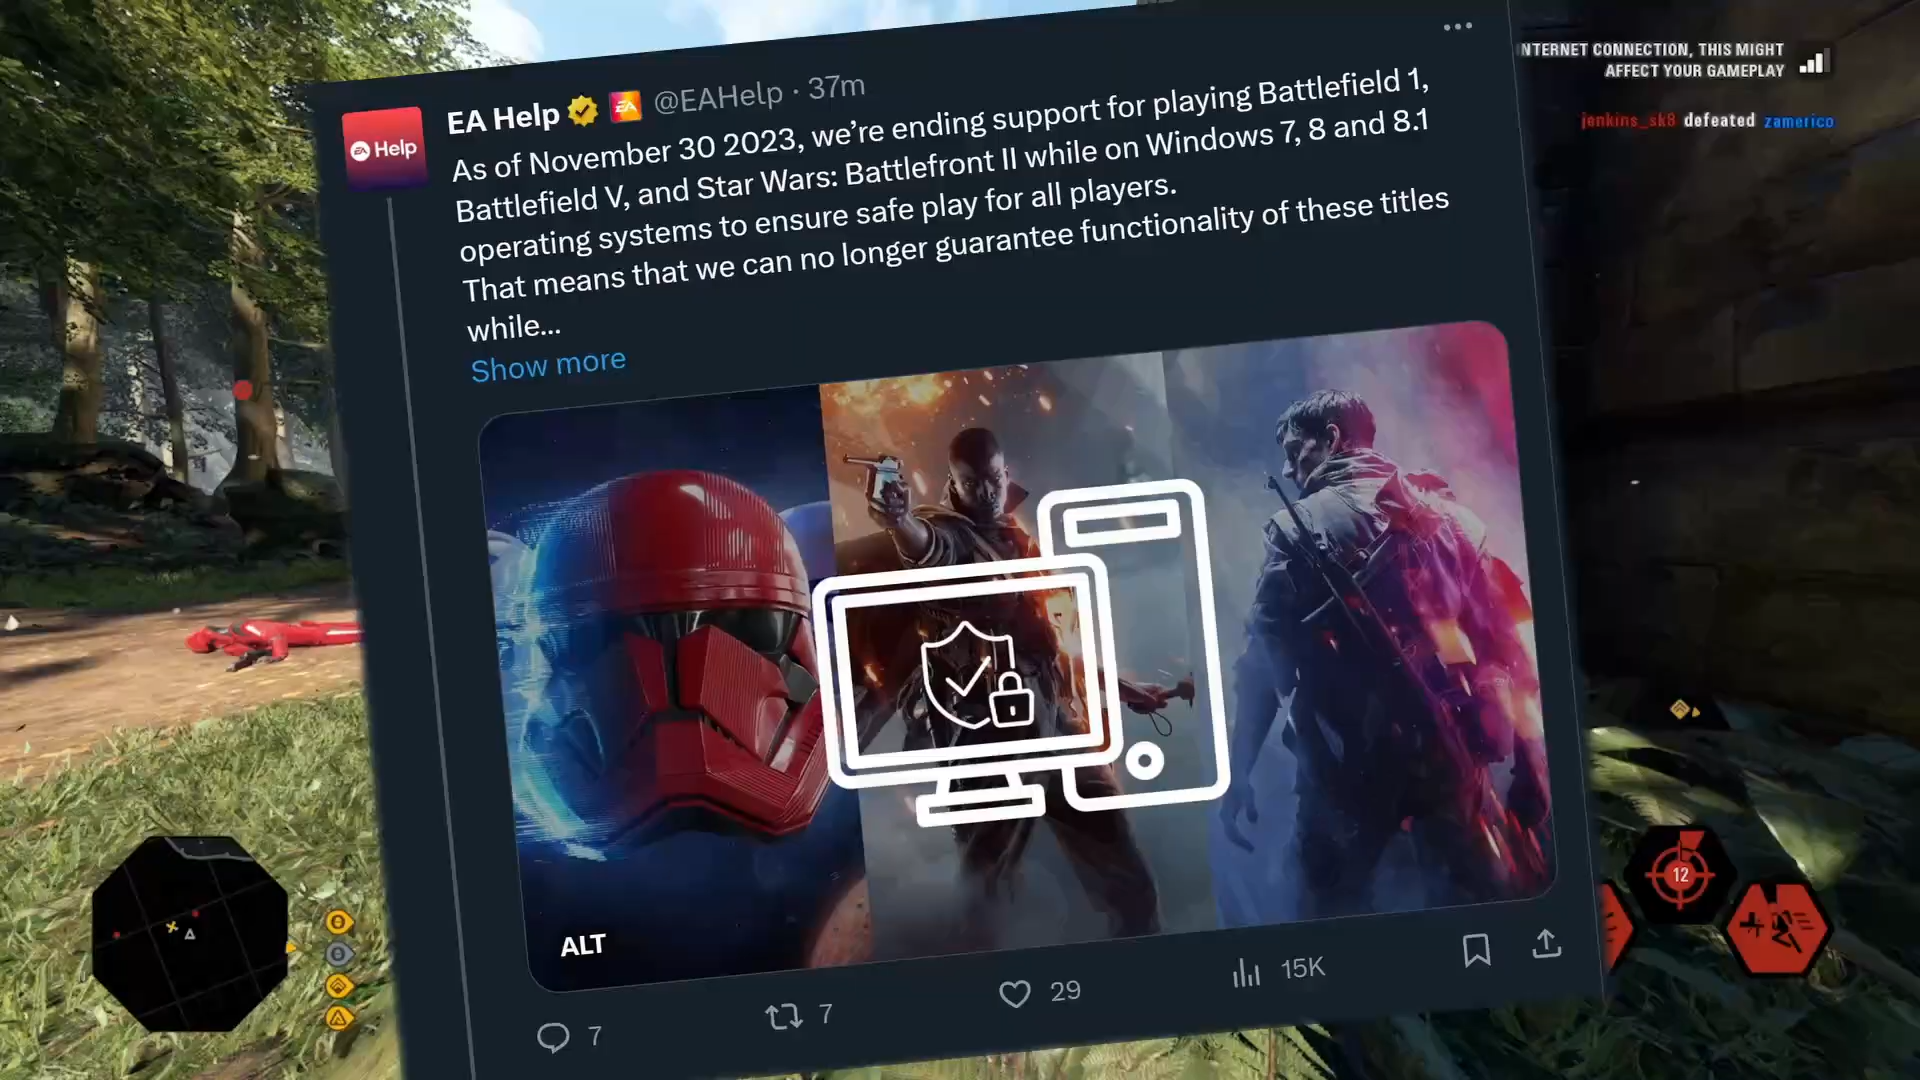 NTERNET CONNECTION, THIS MIGHT
AFFECT YOUR GAMEPLAY
jenkins_sk8 defeated zamerico
EA Help @EAHelp · 37m
EA Help
As of November 30 2023, we’re ending support for playing Battlefield 1,
Battlefield V, and Star Wars: Battlefront II while on Windows 7, 8 and 8.1
operating systems to ensure safe play for all players.
That means that we can no longer guarantee functionality of these titles
while...
Show more
ALT
7
7
29
15K
12